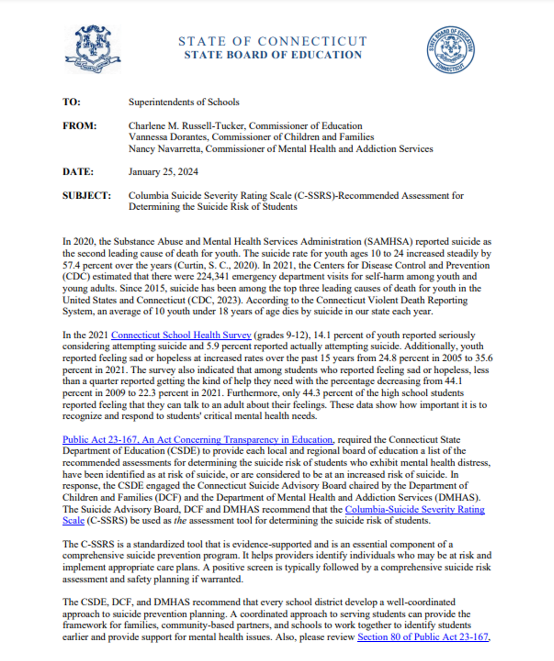 STATE OF CONNECTICUT
STATE BOARD OF EDUCATION
TO: Superintendents of Schools
FROM: Charlene M. Russell-Tucker, Commissioner of Education
Vannessa Dorantes, Commissioner of Children and Families
Nancy Navarretta, Commissioner of Mental Health and Addiction Services
DATE: January 25, 2024
SUBJECT: Columbia Suicide Severity Rating Scale (C-SSRS)-Recommended Assessment for
Determining the Suicide Risk of Students
In 2020, the Substance Abuse and Mental Health Services Administration (SAMHSA) reported suicide as
the second leading cause of death for youth. The suicide rate for youth ages 10 to 24 increased steadily by
57.4 percent over the years (Curtin, S. C., 2020). In 2021, the Centers for Disease Control and Prevention
(CDC) estimated that there were 224,341 emergency department visits for self-harm among youth and
young adults. Since 2015, suicide has been among the top three leading causes of death for youth in the
United States and Connecticut (CDC, 2023). According to the Connecticut Violent Death Reporting
System, an average of 10 youth under 18 years of age dies by suicide in our state each year.
In the 2021 Connecticut School Health Survey (grades 9-12), 14.1 percent of youth reported seriously
considering attempting suicide and 5.9 percent reported actually attempting suicide. Additionally, youth
reported feeling sad or hopeless at increased rates over the past 15 years from 24.8 percent in 2005 to 35.6
percent in 2021. The survey also indicated that among students who reported feeling sad or hopeless, less
than a quarter reported getting the kind of help they need with the percentage decreasing from 44.1
percent in 2009 to 22.3 percent in 2021. Furthermore, only 44.3 percent of the high school students
reported feeling that they can talk to an adult about their feelings. These data show how important it is to
recognize and respond to students' critical mental health needs.
Public Act 23-167, An Act Concerning Transparency in Education, required the Connecticut State
Department of Education (CSDE) to provide each local and regional board of education a list of the
recommended assessments for determining the suicide risk of students who exhibit mental health distress,
have been identified as at risk of suicide, or are considered to be at an increased risk of suicide. In
response, the CSDE engaged the Connecticut Suicide Advisory Board chaired by the Department of
Children and Families (DCF) and the Department of Mental Health and Addiction Services (DMHAS).
The Suicide Advisory Board, DCF and DMHAS recommend that the Columbia-Suicide Severity Rating
Scale (C-SSRS) be used as the assessment tool for determining the suicide risk of students.
The C-SSRS is a standardized tool that is evidence-supported and is an essential component of a
comprehensive suicide prevention program. It helps providers identify individuals who may be at risk and
implement appropriate care plans. A positive screen is typically followed by a comprehensive suicide risk
assessment and safety planning if warranted.
The CSDE, DCF, and DMHAS recommend that every school district develop a well-coordinated
approach to suicide prevention planning. A coordinated approach to serving students can provide the
framework for families, community-based partners, and schools to work together to identify students
earlier and provide support for mental health issues. Also, please review Section 80 of Public Act 23-167,